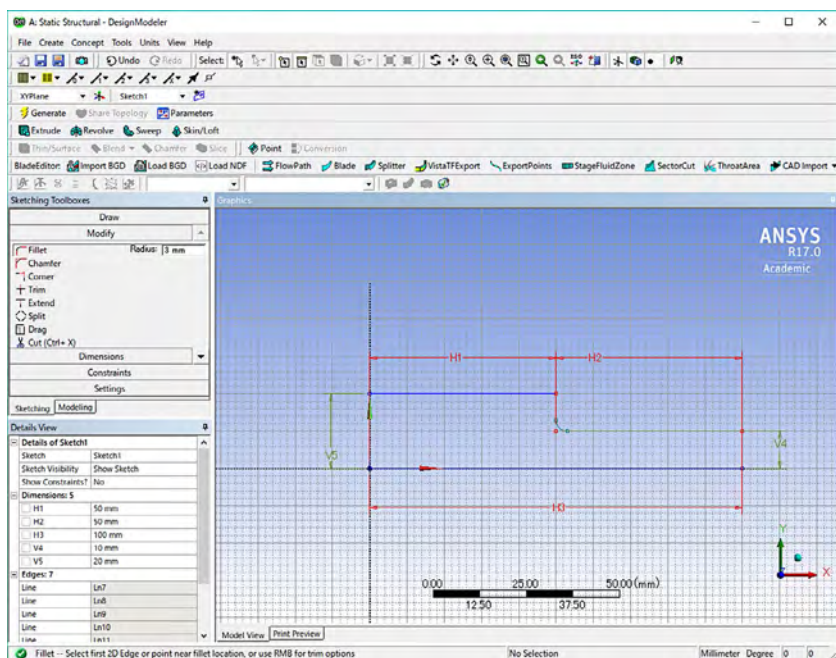 A: Static Structural - DesignModeler
File Create Concept Tools Units View Help
Undo Redo Select:
XYPlane Sketch1
Generate Share Topology Parameters
Extrude Revolve Sweep Skin/Loft
Thin/Surface Blend Chamfer Slice Point Conversion
BladeEditor: Import BGD Load BGD Load NDF FlowPath Blade Splitter VistaTFExport ExportPoints StageFluidZone SectorCut ThroatArea CAD Import
Sketching Toolboxes
Draw
Modify
Fillet Radius: 3 mm
Chamfer
Corner
Trim
Extend
Split
Drag
Cut (Ctrl+ X)
Dimensions
Constraints
Settings
Sketching Modeling
Details View
Details of Sketch1
Sketch Sketch1
Sketch Visibility Show Sketch
Show Constraints? No
Dimensions: 5
H1 50 mm
H2 50 mm
H3 100 mm
V4 10 mm
V5 20 mm
Edges: 7
Line Ln7
Line Ln8
Line Ln9
Line Ln10
Line Ln11
Graphics
ANSYS
R17.0
Academic
H1 H2
V5
V4
H3
Y
X
0.00 25.00 50.00 (mm)
12.50 37.50
Model View Print Preview
Fillet -- Select first 2D Edge or point near fillet location, or use RMB for trim options No Selection Millimeter Degree 0 0